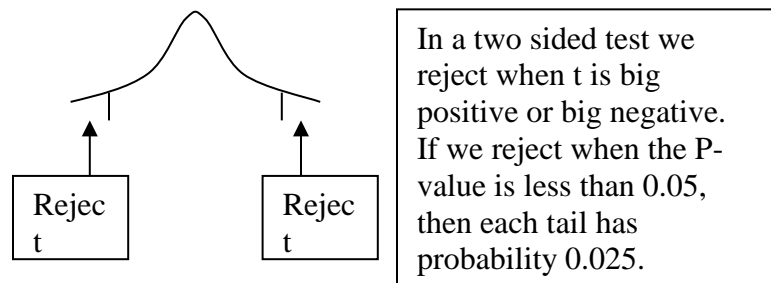 Rejec
t
Rejec
t
In a two sided test we
reject when t is big
positive or big negative.
If we reject when the P-
value is less than 0.05,
then each tail has
probability 0.025.